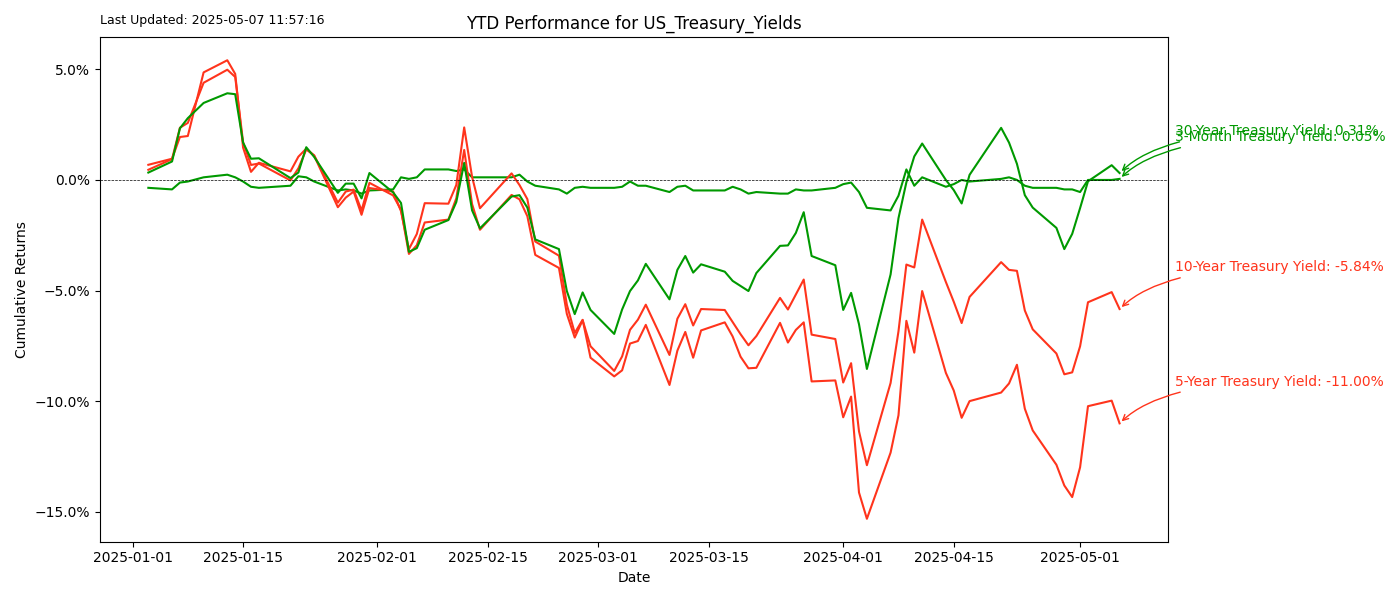 Last Updated: 2025-05-07 11:57:16
YTD Performance for US_Treasury_Yields
Cumulative Returns
5.0%
0.0%
−5.0%
−10.0%
−15.0%
30-Year Treasury Yield: 0.31%
3-Month Treasury Yield: 0.05%
10-Year Treasury Yield: -5.84%
5-Year Treasury Yield: -11.00%
2025-01-01
2025-01-15
2025-02-01
2025-02-15
2025-03-01
2025-03-15
2025-04-01
2025-04-15
2025-05-01
Date